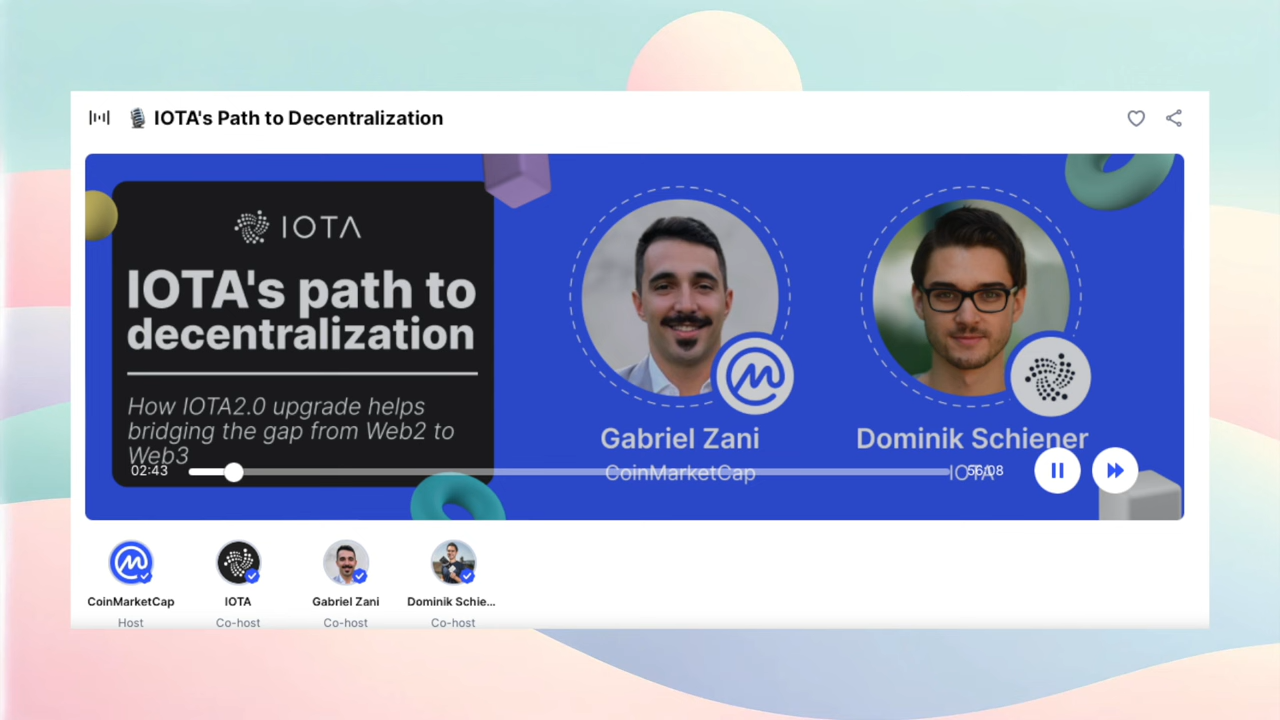 IOTA's Path to Decentralization
IOTA
IOTA's path to
decentralization
How IOTA2.0 upgrade helps
bridging the gap from Web2 to
Web3
02:43
56:08
Gabriel Zani
CoinMarketCap
Dominik Schiener
IOTA
CoinMarketCap
Host
IOTA
Co-host
Gabriel Zani
Co-host
Dominik Schie...
Co-host